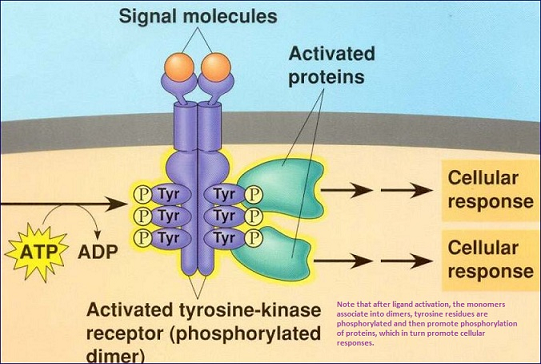 Signal molecules
Activated
proteins
P Tyr Tyr P
P Tyr Tyr P
P Tyr Tyr P
ATP ADP
Cellular
response
Cellular
response
Activated tyrosine-kinase
receptor (phosphorylated
dimer)
Note that after ligand activation, the monomers
associate into dimers, tyrosine residues are
phosphorylated and then promote phosphorylation
of proteins, which in turn promote cellular
responses.